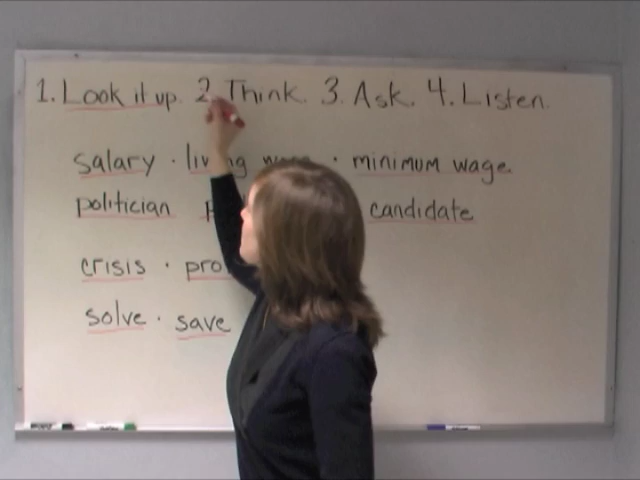 1. Look it up. 2. Think. 3. Ask. 4. Listen.
salary · living wage · minimum wage
politician candidate
crisis ·
solve · save